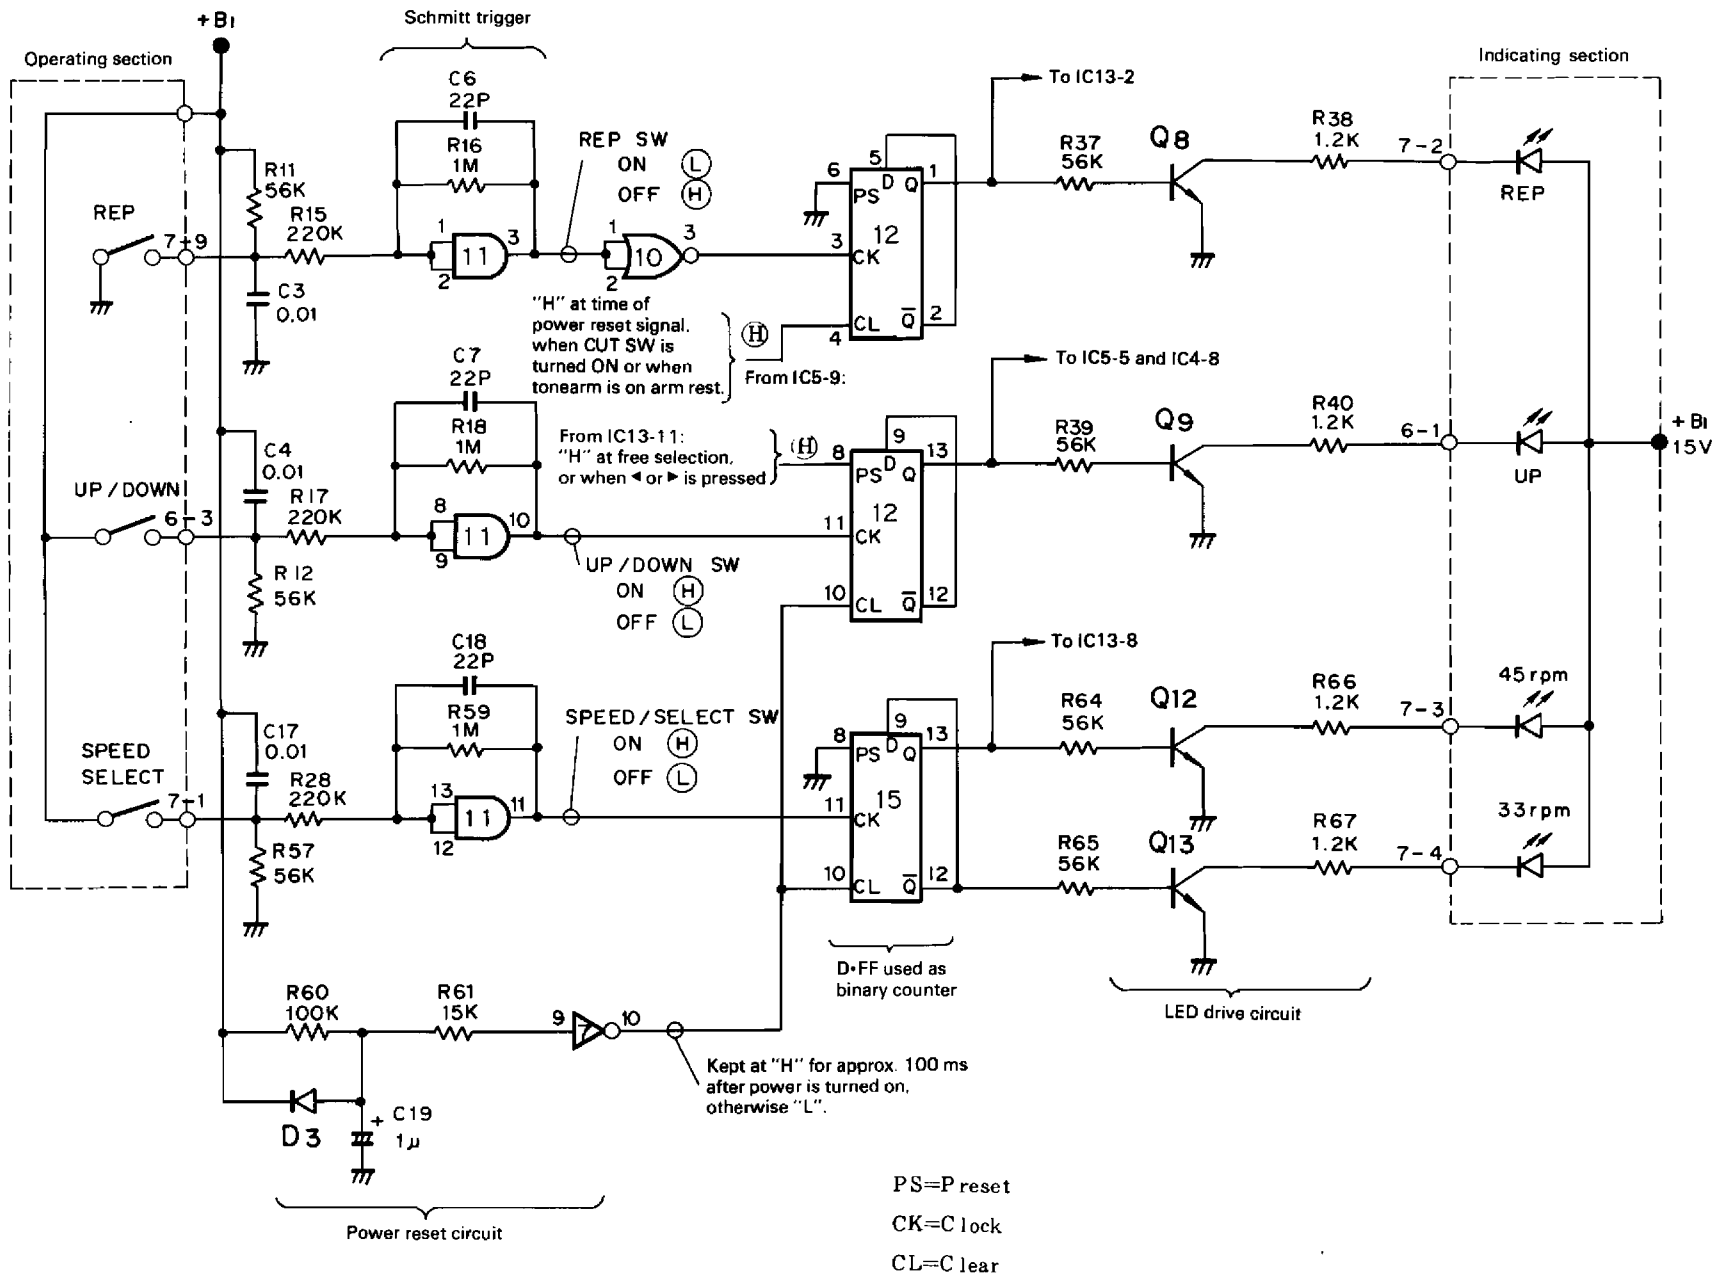 +B1
Schmitt trigger
Operating section
Indicating section
C6
22P
R16
1M
REP SW
ON L
OFF H
To IC13-2
R11
56K
R15
220K
REP
7-9
C3
0.01
1
2
11
3
1
2
10
3
6
5
PS
D
Q
1
3
CK
12
CL
4
Q
2
R37
56K
Q8
R38
1.2K
7-2
REP
"H" at time of
power reset signal,
when CUT SW is
turned ON or when
tonearm is on arm rest.
H
From IC5-9:
To IC5-5 and IC4-8
C7
22P
R18
1M
From IC13-11:
"H" at free selection,
or when ◄ or ► is pressed
H
C4
0.01
UP/DOWN
6-3
R17
220K
R12
56K
8
9
11
10
UP/DOWN SW
ON H
OFF L
8
9
PS
D
Q
13
11
CK
12
10
CL
Q
12
R39
56K
Q9
R40
1.2K
6-1
UP
+B1
15V
To IC13-8
C18
22P
R59
1M
SPEED/SELECT SW
ON H
OFF L
C17
0.01
SPEED
SELECT
7-1
R28
220K
R57
56K
13
12
11
11
8
9
PS
D
Q
13
11
CK
15
10
CL
Q
12
R64
56K
Q12
R66
1.2K
7-3
45rpm
R65
56K
Q13
R67
1.2K
7-4
33rpm
D•FF used as
binary counter
LED drive circuit
R60
100K
R61
15K
9
7
10
Kept at "H" for approx. 100 ms
after power is turned on,
otherwise "L".
D3
+
C19
1μ
Power reset circuit
PS=Preset
CK=Clock
CL=Clear